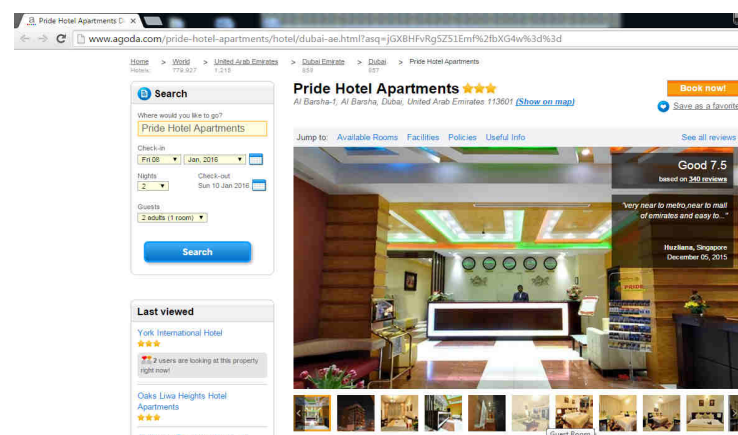 Pride Hotel Apartments D
www.agoda.com/pride-hotel-apartments/hotel/dubai-ae.html?asq=jGXBHFvRg5Z51Emf%2fbXG4w%3d%3d
Home > World > United Arab Emirates > Dubai Emirate > Dubai > Pride Hotel Apartments
Hotels: 779,927 1,218 858 857
Search
Where would you like to go?
Pride Hotel Apartments
Check-in
Fri 08 Jan, 2016
Nights Check-out
2 Sun 10 Jan 2016
Guests
2 adults (1 room)
Search
Last viewed
York International Hotel
2 users are looking at this property
right now!
Oaks Liwa Heights Hotel
Apartments
Pride Hotel Apartments
Al Barsha-1, Al Barsha, Dubai, United Arab Emirates 113601 (Show on map)
Book now!
Save as a favorite
Jump to: Available Rooms Facilities Policies Useful Info See all reviews
Good 7.5
based on 340 reviews
"very near to metro,near to mall
of emirates and easy to..."
Huzliana, Singapore
December 05, 2015
PRIDE
Guest Room